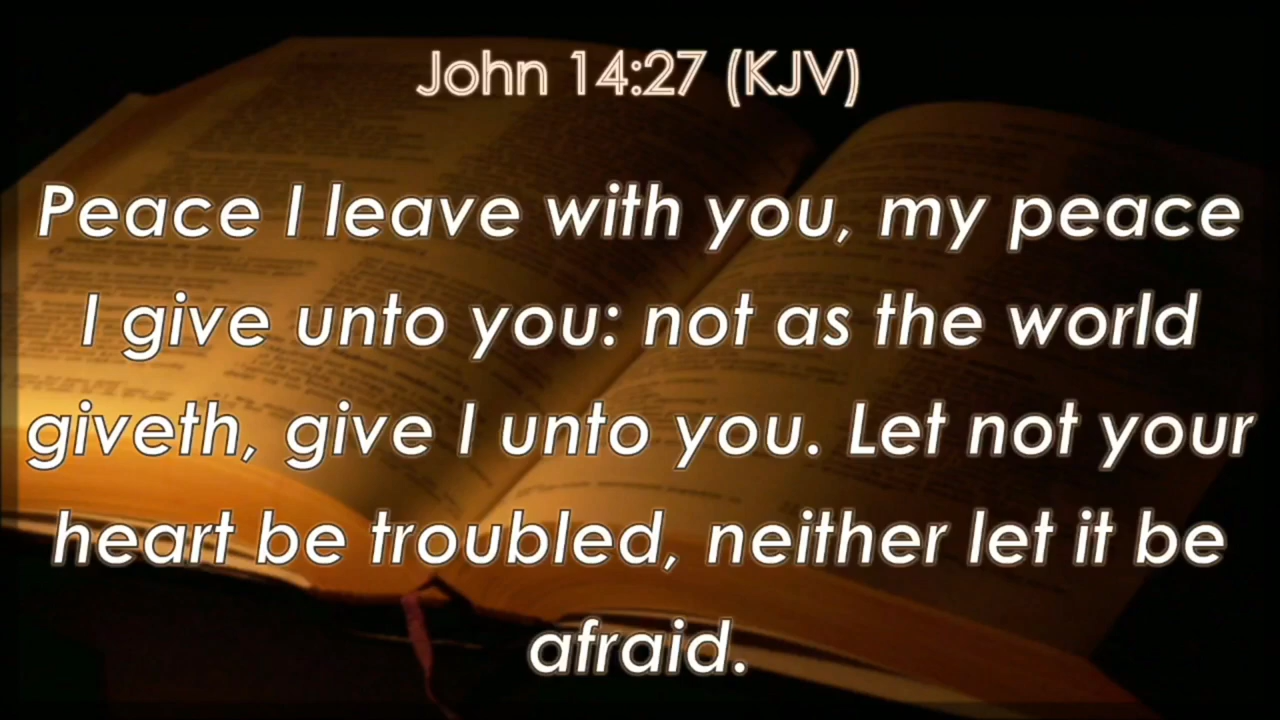 John 14:27 (KJV)
Peace I leave with you, my peace
I give unto you: not as the world
giveth, give I unto you. Let not your
heart be troubled, neither let it be
afraid.